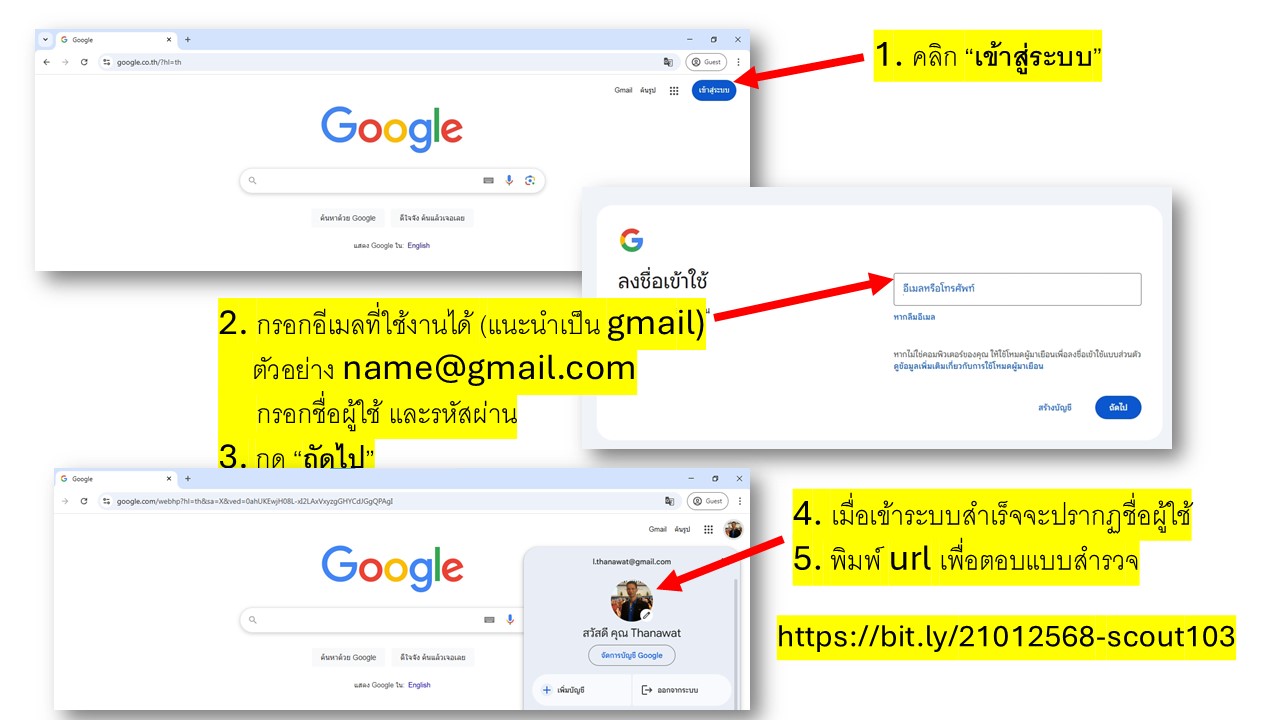 Google
google.co.th/?hl=th
Guest
Gmail ค้นรูป
เข้าสู่ระบบ
Google
ค้นหาด้วย Google
ดีใจจัง ค้นแล้วเจอเลย
แสดง Google ใน: English
1. คลิก “เข้าสู่ระบบ”
ลงชื่อเข้าใช้
อีเมลหรือโทรศัพท์
หากลืมอีเมล
หากไม่ใช่คอมพิวเตอร์ของคุณ ให้ใช้โหมดผู้มาเยือนเพื่อลงชื่อเข้าใช้แบบส่วนตัว
ดูข้อมูลเพิ่มเติมเกี่ยวกับการใช้โหมดผู้มาเยือน
สร้างบัญชี
ถัดไป
2. กรอกอีเมลที่ใช้งานได้ (แนะนำเป็น gmail)
ตัวอย่าง name@gmail.com
กรอกชื่อผู้ใช้ และรหัสผ่าน
3. กด “ถัดไป”
Google
Guest
Gmail ค้นรูป
Google
ค้นหาด้วย Google
ดีใจจัง ค้นแล้วเจอเลย
แสดง Google ใน: English
l.thanawat@gmail.com
สวัสดี คุณ Thanawat
จัดการบัญชี Google
เพิ่มบัญชี
ออกจากระบบ
4. เมื่อเข้าระบบสำเร็จจะปรากฏชื่อผู้ใช้
5. พิมพ์ url เพื่อตอบแบบสำรวจ
https://bit.ly/21012568-scout103